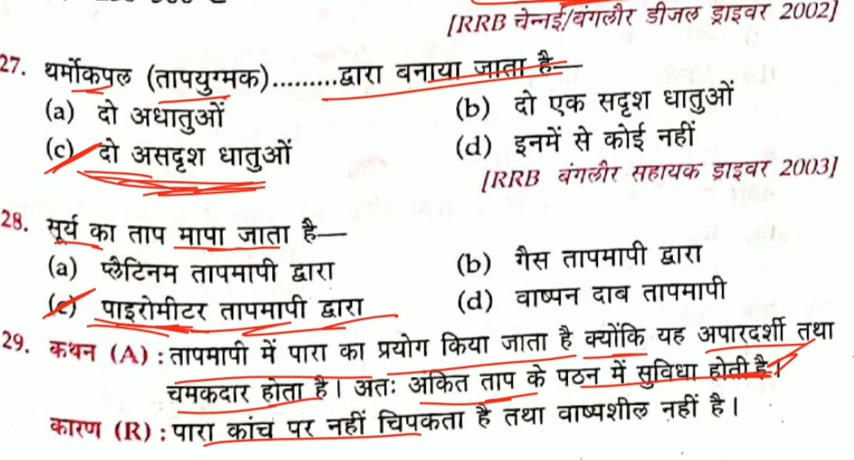 [RRB चेन्नई/बंगलौर डीजल ड्राइवर 2002]
27. थर्मोकपल (तापयुग्मक).........द्वारा बनाया जाता है—
(a) दो अधातुओं (b) दो एक सदृश धातुओं
(c) दो असदृश धातुओं (d) इनमें से कोई नहीं
[RRB बंगलौर सहायक ड्राइवर 2003]
28. सूर्य का ताप मापा जाता है—
(a) प्लैटिनम तापमापी द्वारा (b) गैस तापमापी द्वारा
(c) पाइरोमीटर तापमापी द्वारा (d) वाष्पन दाब तापमापी
29. कथन (A) : तापमापी में पारा का प्रयोग किया जाता है क्योंकि यह अपारदर्शी तथा
चमकदार होता है। अतः अंकित ताप के पठन में सुविधा होती है।
कारण (R) : पारा कांच पर नहीं चिपकता है तथा वाष्पशील नहीं है।